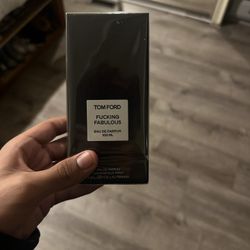 TOM FORD
FUCKING
FABULOUS
EAU DE PARFUM
100 ML